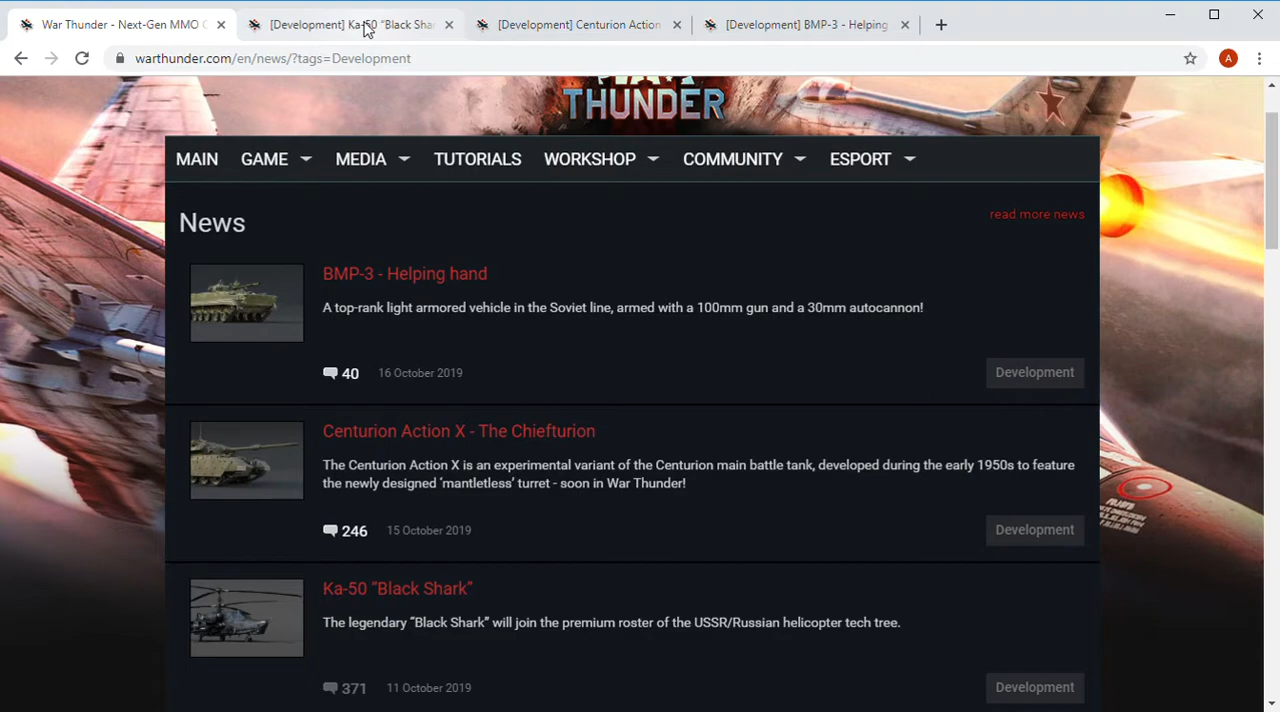 War Thunder - Next-Gen MMO C
[Development] Ka-50 "Black Shar
[Development] Centurion Action
[Development] BMP-3 - Helping
warthunder.com/en/news/?tags=Development
A
THUNDER
MAIN GAME MEDIA TUTORIALS WORKSHOP COMMUNITY ESPORT
News
read more news
BMP-3 - Helping hand
A top-rank light armored vehicle in the Soviet line, armed with a 100mm gun and a 30mm autocannon!
40 16 October 2019
Development
Centurion Action X - The Chiefturion
The Centurion Action X is an experimental variant of the Centurion main battle tank, developed during the early 1950s to feature
the newly designed 'mantletless' turret - soon in War Thunder!
246 15 October 2019
Development
Ka-50 “Black Shark”
The legendary “Black Shark” will join the premium roster of the USSR/Russian helicopter tech tree.
371 11 October 2019
Development